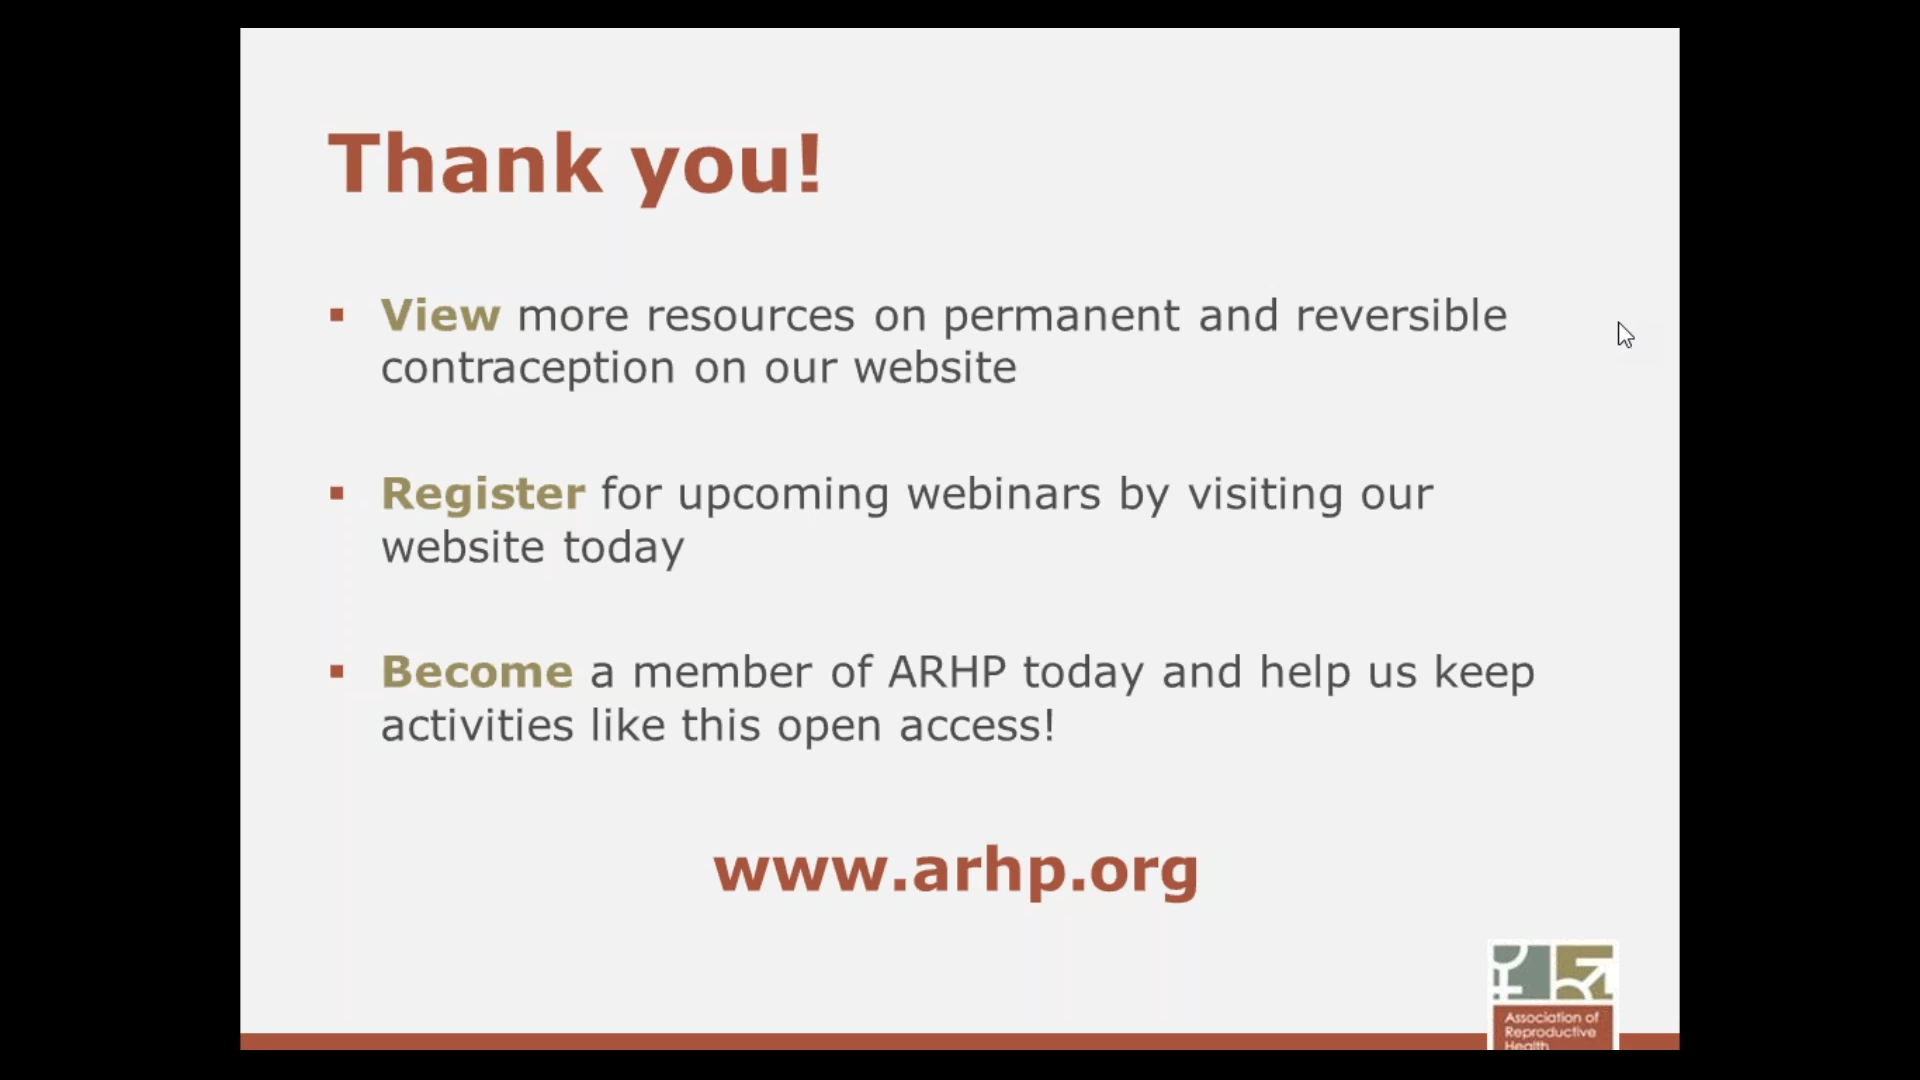 Thank you!
▪ View more resources on permanent and reversible
contraception on our website
▪ Register for upcoming webinars by visiting our
website today
▪ Become a member of ARHP today and help us keep
activities like this open access!
www.arhp.org
Association of
Reproductive
Health